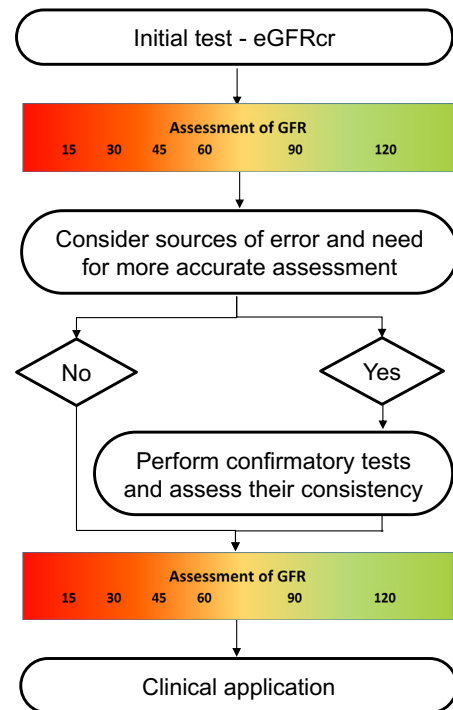 Initial test - eGFRcr
Assessment of GFR
15 30 45 60 90 120
Consider sources of error and need
for more accurate assessment
No
Yes
Perform confirmatory tests
and assess their consistency
Assessment of GFR
15 30 45 60 90 120
Clinical application